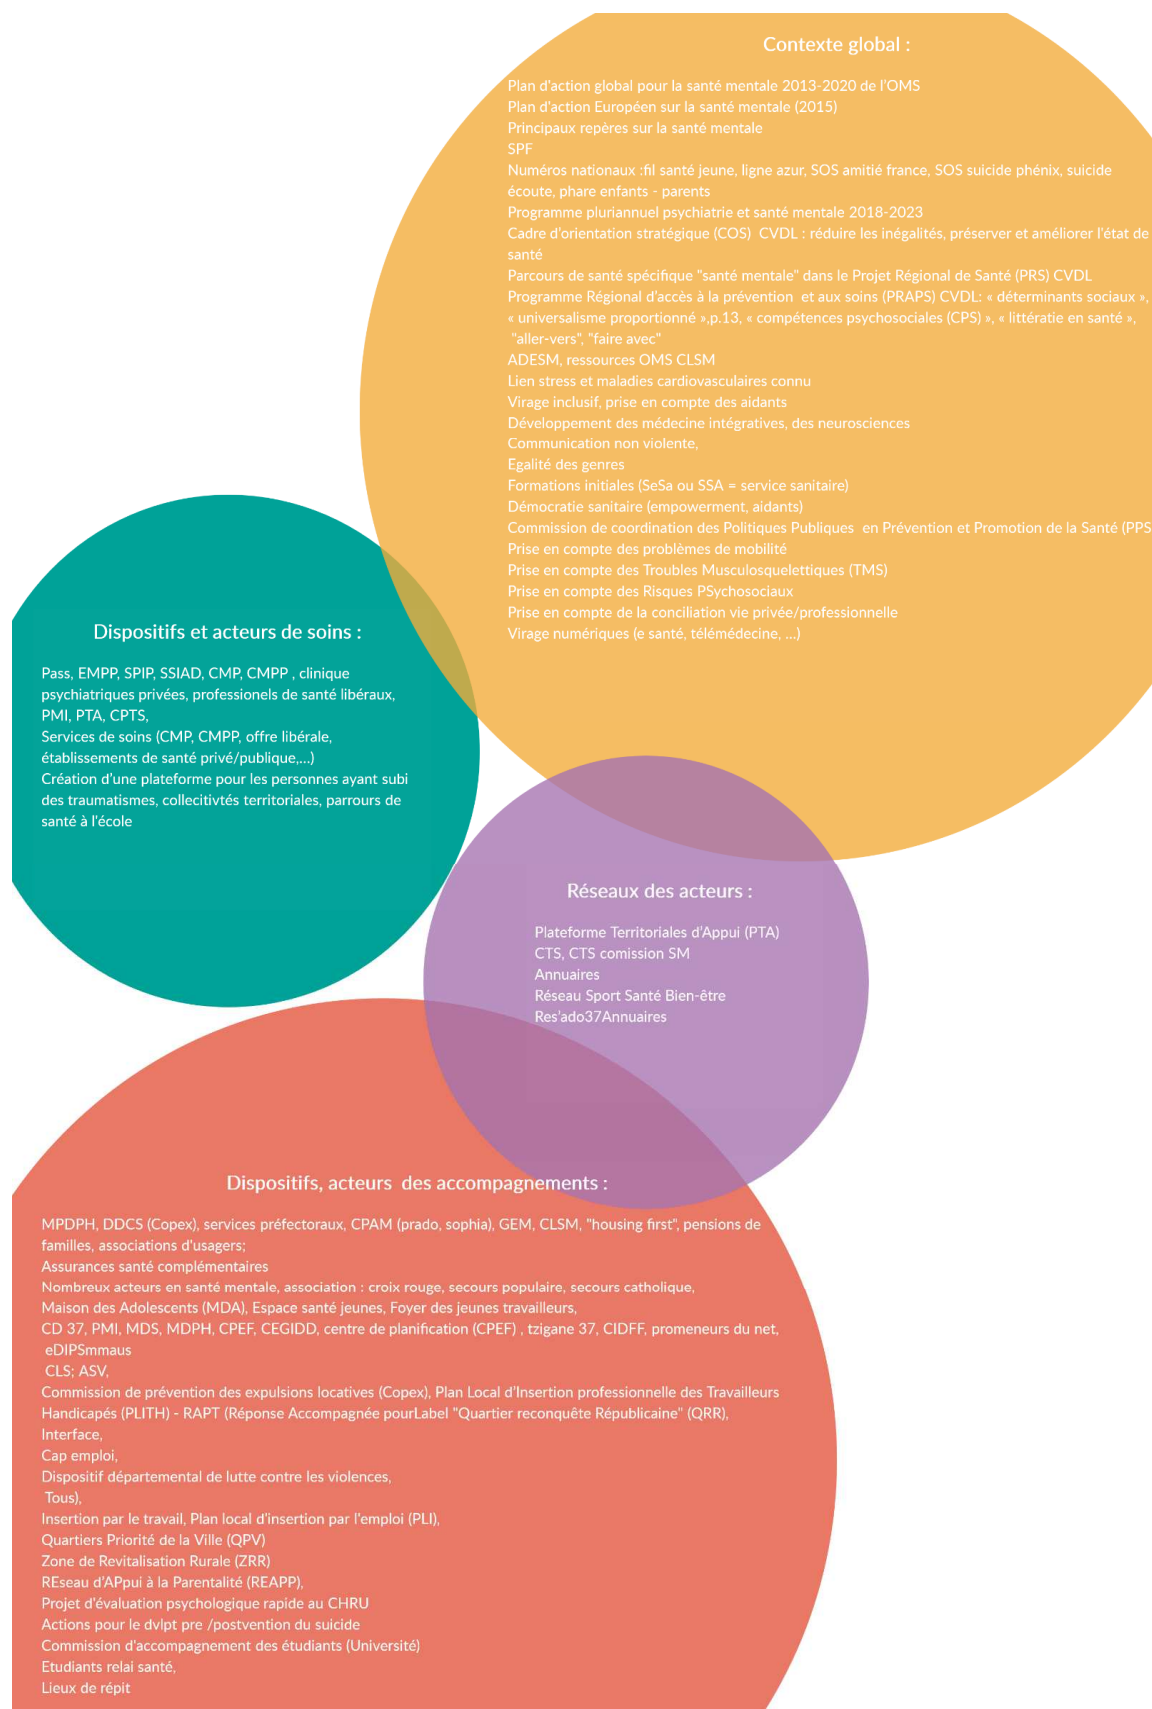 Contexte global :
Plan d'action global pour la santé mentale 2013-2020 de l'OMS
Plan d'action Européen sur la santé mentale (2015)
Principaux repères sur la santé mentale
SPF
Numéros nationaux :fil santé jeune, ligne azur, SOS amitié france, SOS suicide phénix, suicide
écoute, phare enfants - parents
Programme pluriannuel psychiatrie et santé mentale 2018-2023
Cadre d'orientation stratégique (COS) CVDL : réduire les inégalités, préserver et améliorer l'état de
santé
Parcours de santé spécifique "santé mentale" dans le Projet Régional de Santé (PRS) CVDL
Programme Régional d'accès à la prévention et aux soins (PRAPS) CVDL: « déterminants sociaux »,
« universalisme proportionné »,p.13, « compétences psychosociales (CPS) », « littératie en santé »,
"aller-vers", "faire avec"
ADESM, ressources OMS CLSM
Lien stress et maladies cardiovasculaires connu
Virage inclusif, prise en compte des aidants
Développement des médecine intégratives, des neurosciences
Communication non violente,
Egalité des genres
Formations initiales (SeSa ou SSA = service sanitaire)
Démocratie sanitaire (empowerment, aidants)
Commission de coordination des Politiques Publiques en Prévention et Promotion de la Santé (PPS
Prise en compte des problèmes de mobilité
Prise en compte des Troubles Musculosquelettiques (TMS)
Prise en compte des Risques PSychosociaux
Prise en compte de la conciliation vie privée/professionnelle
Virage numériques (e santé, télémédecine, ...)
Dispositifs et acteurs de soins :
Pass, EMPP, SPIP, SSIAD, CMP, CMPP , clinique
psychiatriques privées, professionels de santé libéraux,
PMI, PTA, CPTS,
Services de soins (CMP, CMPP, offre libérale,
établissements de santé privé/publique,...)
Création d'une plateforme pour les personnes ayant subi
des traumatismes, collecitivtés territoriales, parrours de
santé à l'école
Réseaux des acteurs :
Plateforme Territoriales d'Appui (PTA)
CTS, CTS comission SM
Annuaires
Réseau Sport Santé Bien-être
Res'ado37Annuaires
Dispositifs, acteurs des accompagnements :
MPDPH, DDCS (Copex), services préfectoraux, CPAM (prado, sophia), GEM, CLSM, "housing first", pensions de
familles, associations d'usagers;
Assurances santé complémentaires
Nombreux acteurs en santé mentale, association : croix rouge, secours populaire, secours catholique,
Maison des Adolescents (MDA), Espace santé jeunes, Foyer des jeunes travailleurs,
CD 37, PMI, MDS, MDPH, CPEF, CEGIDD, centre de planification (CPEF) , tzigane 37, CIDFF, promeneurs du net,
eDIPSmmaus
CLS; ASV,
Commission de prévention des expulsions locatives (Copex), Plan Local d'Insertion professionnelle des Travailleurs
Handicapés (PLITH) - RAPT (Réponse Accompagnée pourLabel "Quartier reconquête Républicaine" (QRR),
Interface,
Cap emploi,
Dispositif départemental de lutte contre les violences,
Tous),
Insertion par le travail, Plan local d'insertion par l'emploi (PLI),
Quartiers Priorité de la Ville (QPV)
Zone de Revitalisation Rurale (ZRR)
REseau d'APpui à la Parentalité (REAPP),
Projet d'évaluation psychologique rapide au CHRU
Actions pour le dvlpt pre /postvention du suicide
Commission d'accompagnement des étudiants (Université)
Etudiants relai santé,
Lieux de répit